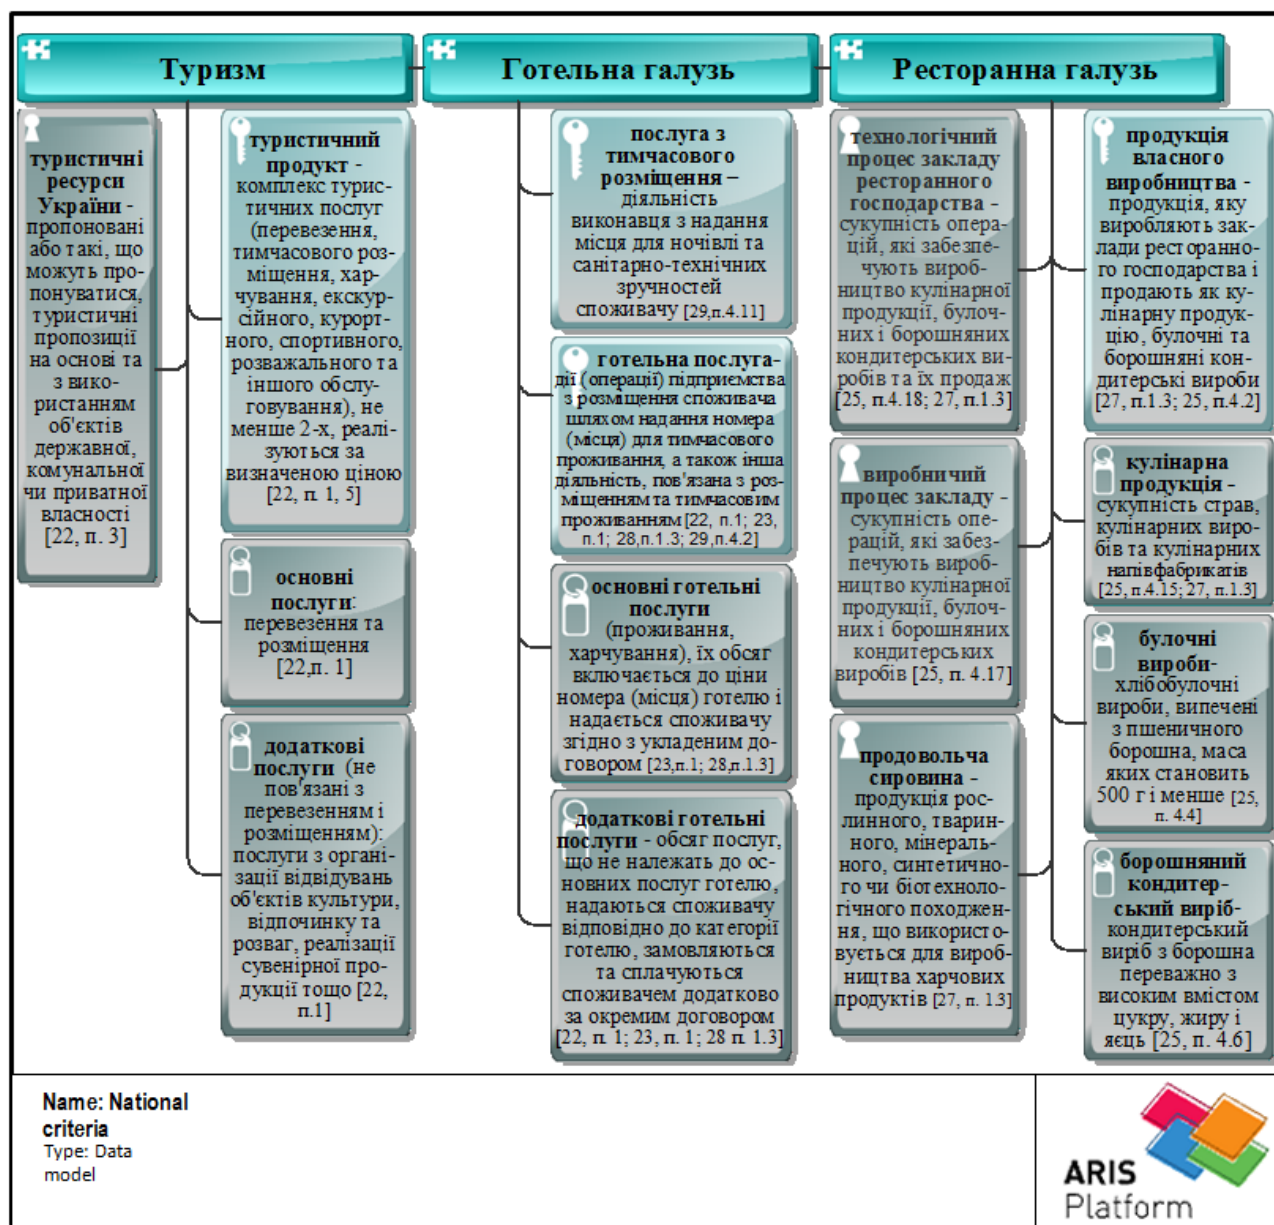 Туризм
Готельна галузь
Ресторанна галузь
туристичні
ресурси
України -
пропоновані
або такі, що
можуть про-
понуватися,
туристичні
пропозиції
на основі та
з вико-
ристанням
об'єктів
державної,
комунальної
чи приватної
власності
[22, п. 3]
туристичний
продукт -
комплекс турис-
тичних послуг
(перевезення,
тимчасового роз-
міщення, хар-
чування, екскур-
сійного, курорт-
ного, спортивного,
розважального та
іншого обслу-
говування), не
менше 2-х, реалі-
зуються за
визначеною ціною
[22, п. 1, 5]
основні
послуги:
перевезення та
розміщення
[22,п. 1]
додаткові
послуги (не
пов'язані з
перевезенням і
розміщенням):
послуги з органі-
зації відвідувань
об'єктів культури,
відпочинку та
розваг, реалізації
сувенірної про-
дукції тощо [22,
п.1]
послуга з
тимчасового
розміщення –
діяльність
виконавця з надання
місця для ночівлі та
санітарно-технічних
зручностей
споживачу [29,п.4.11]
готельна послуга-
дії (операції) підприємства
з розміщення споживача
шляхом надання номера
(місця) для тимчасового
проживання, а також інша
діяльність, пов'язана з роз-
міщенням та тимчасовим
проживанням [22, п.1; 23,
п.1; 28,п.1.3; 29,п.4.2]
основні готельні
послуги
(проживання,
харчування), їх обсяг
включається до ціни
номера (місця) готелю і
надається споживачу
згідно з укладеним до-
говором [23,п.1; 28,п.1.3]
додаткові готельні
послуги - обсяг послуг,
що не належать до ос-
новних послуг готелю,
надаються споживачу
відповідно до категорії
готелю, замовляються
та сплачуються
споживачем додатково
за окремим договором
[22, п. 1; 23, п. 1; 28 п. 1.3]
технологічний
процес закладу
ресторанного
господарства -
сукупність опера-
цій, які забезпе-
чують вироб-
ництво кулінарної
продукції, булоч-
них і борошняних
кондитерських ви-
робів та їх продаж
[25, п.4.18; 27, п.1.3]
виробничий
процес закладу -
сукупність опе-
рацій, які забез-
печують вироб-
ництво кулінарної
продукції, булоч-
них і борошняних
кондитерських
виробів [25, п. 4.17]
продовольча
сировина -
продукція рос-
линного, тварин-
ного, мінераль-
ного, синтетично-
го чи біотехноло-
гічного походжен-
ня, що використо-
вується для вироб-
ництва харчових
продуктів [27, п. 1.3]
продукція
власного
виробництва -
продукція, яку
виробляють зак-
лади ресторанно-
го господарства і
продають як ку-
лінарну продук-
цію, булочні та
борошняні кон-
дитерські вироби
[27, п.1.3; 25, п.4.2]
кулінарна
продукція -
сукупність страв,
кулінарних виро-
бів та кулінарних
напівфабрикатів
[25, п.4.15; 27, п.1.3]
булочні
вироби-
хлібобулочні
вироби, випечені
з пшеничного
борошна, маса
яких становить
500 г і менше [25,
п. 4.4]
борошняний
кондитер-
ський виріб-
кондитерський
виріб з борошна
переважно з
високим вмістом
цукру, жиру і
яєць [25, п. 4.6]
Name: National
criteria
Type: Data
model
ARIS
Platform